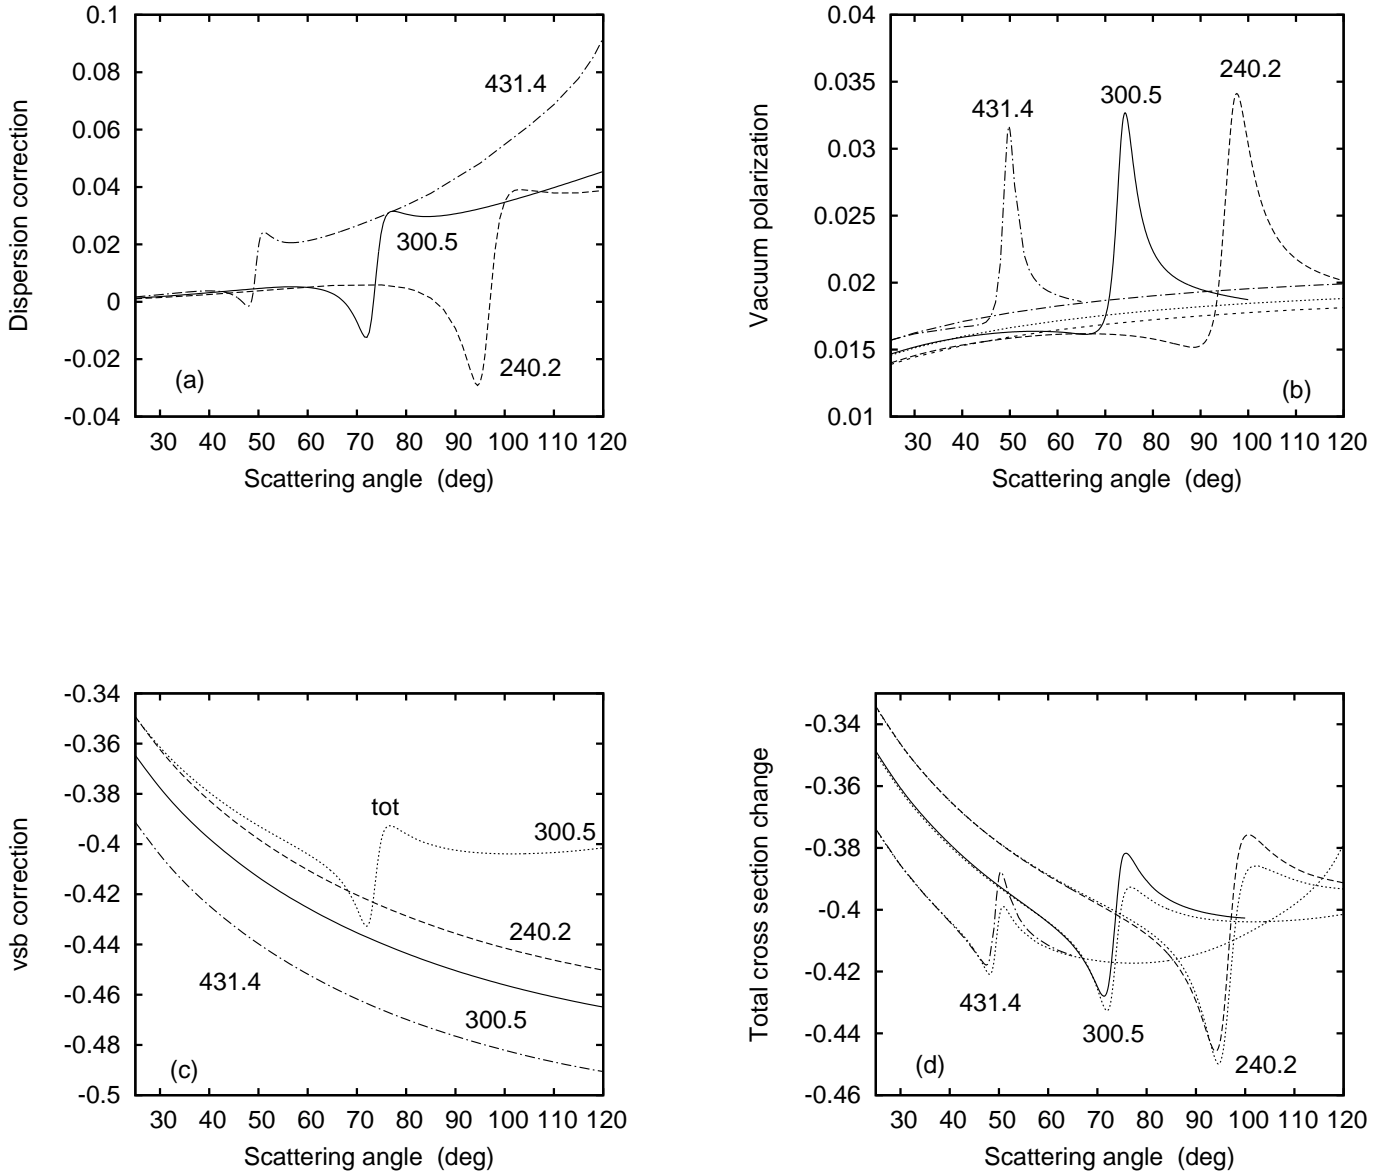 0.1
0.08
0.06
0.04
0.02
0
-0.02
-0.04
Dispersion correction
431.4
300.5
240.2
(a)
30 40 50 60 70 80 90 100 110 120
Scattering angle (deg)
0.04
0.035
0.03
0.025
0.02
0.015
0.01
Vacuum polarization
431.4
300.5
240.2
(b)
30 40 50 60 70 80 90 100 110 120
Scattering angle (deg)
-0.34
-0.36
-0.38
-0.4
-0.42
-0.44
-0.46
-0.48
-0.5
vsb correction
tot
300.5
240.2
431.4
300.5
(c)
30 40 50 60 70 80 90 100 110 120
Scattering angle (deg)
-0.34
-0.36
-0.38
-0.4
-0.42
-0.44
-0.46
Total cross section change
431.4
300.5
240.2
(d)
30 40 50 60 70 80 90 100 110 120
Scattering angle (deg)